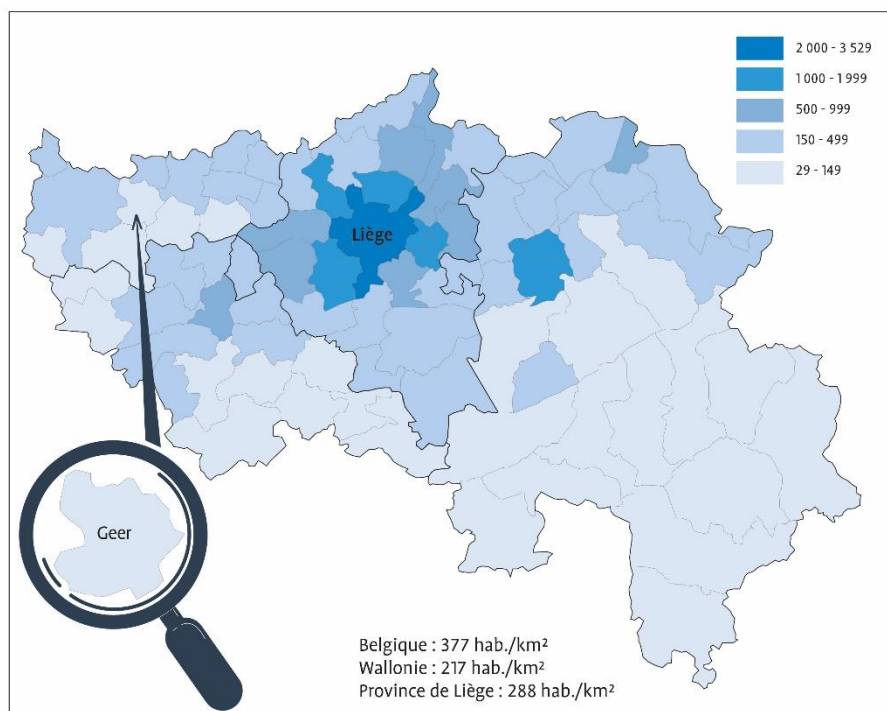 2 000 - 3 529
1 000 - 1 999
500 - 999
150 - 499
29 - 149
Liège
Geer
Belgique : 377 hab./km²
Wallonie : 217 hab./km²
Province de Liège : 288 hab./km²